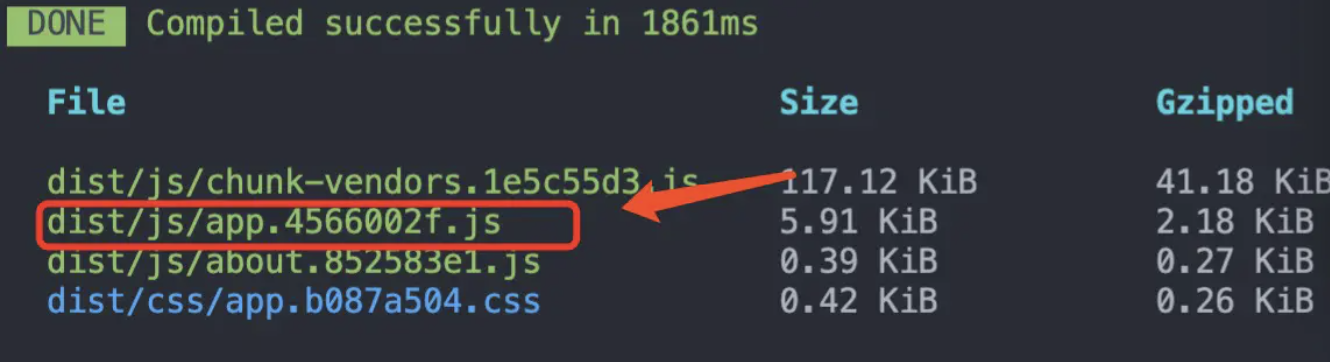 DONE Compiled successfully in 1861ms
File Size Gzipped
dist/js/chunk-vendors.1e5c55d3.js 117.12 KiB 41.18 KiB
dist/js/app.4566002f.js 5.91 KiB 2.18 KiB
dist/js/about.852583e1.js 0.39 KiB 0.27 KiB
dist/css/app.b087a504.css 0.42 KiB 0.26 KiB